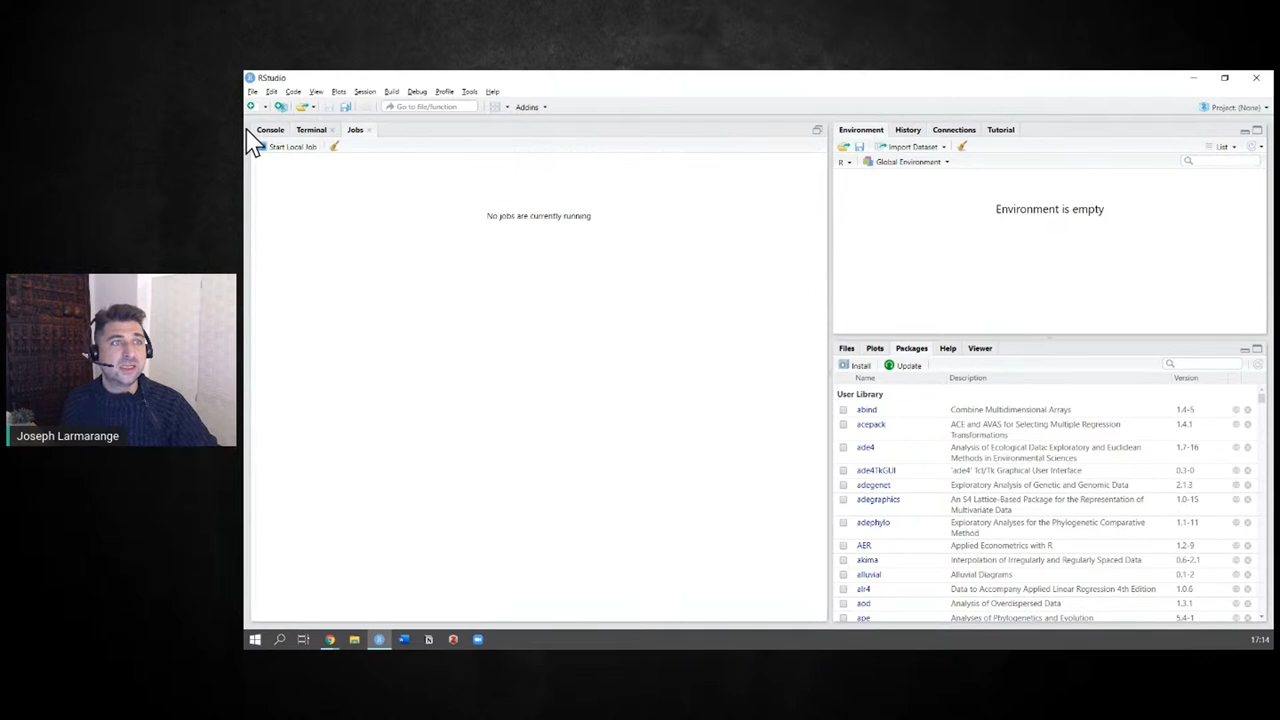 RStudio
File Edit Code View Plots Session Build Debug Profile Tools Help
Go to file/function Addins Project: (None)
Console Terminal Jobs
Start Local Job
No jobs are currently running
Environment History Connections Tutorial
Import Dataset List
R Global Environment
Environment is empty
Files Plots Packages Help Viewer
Install Update
Name Description Version
User Library
abind Combine Multidimensional Arrays 1.4-5
acepack ACE and AVAS for Selecting Multiple Regression 1.4.1
Transformations
ade4 Analysis of Ecological Data: Exploratory and Euclidean 1.7-16
Methods in Environmental Sciences
ade4TkGUI 'ade4' Tcl/Tk Graphical User Interface 0.3-0
adegenet Exploratory Analysis of Genetic and Genomic Data 2.1.3
adegraphics An S4 Lattice-Based Package for the Representation of 1.0-15
Multivariate Data
adephylo Exploratory Analyses for the Phylogenetic Comparative 1.1-11
Method
AER Applied Econometrics with R 1.2-9
akima Interpolation of Irregularly and Regularly Spaced Data 0.6-2.1
alluvial Alluvial Diagrams 0.1-2
alr4 Data to Accompany Applied Linear Regression 4th Edition 1.0.6
aod Analysis of Overdispersed Data 1.3.1
ape Analyses of Phylogenetics and Evolution 5.4-1
17:14
Joseph Larmarange